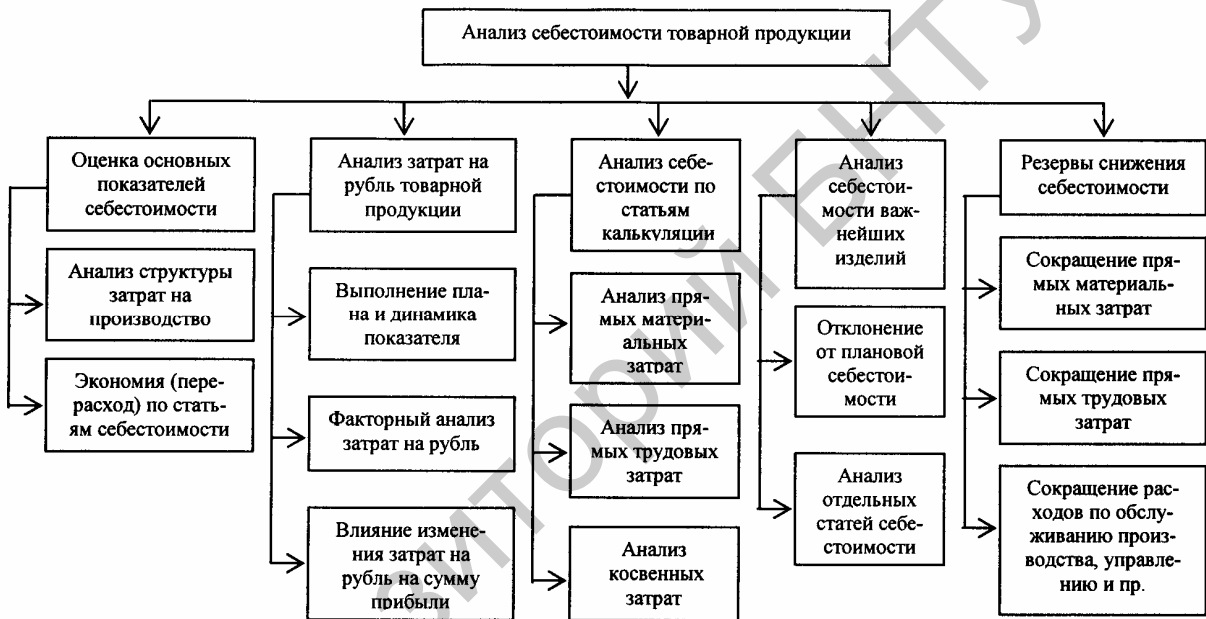 Анализ себестоимости товарной продукции
Оценка основных
показателей
себестоимости
Анализ структуры
затрат на
производство
Экономия (пере-
расход) по стать-
ям себестоимости
Анализ затрат на
рубль товарной
продукции
Выполнение пла-
на и динамика
показателя
Факторный анализ
затрат на рубль
Влияние измене-
ния затрат на
рубль на сумму
прибыли
Анализ себе-
стоимости по
статьям
калькуляции
Анализ пря-
мых матери-
альных
затрат
Анализ пря-
мых трудовых
затрат
Анализ
косвенных
затрат
Анализ
себестои-
мости важ-
нейших
изделий
Отклонение
от плановой
себестои-
мости
Анализ
отдельных
статей себе-
стоимости
Резервы снижения
себестоимости
Сокращение пря-
мых материаль-
ных затрат
Сокращение пря-
мых трудовых
затрат
Сокращение рас-
ходов по обслу-
живанию произ-
водства, управле-
нию и пр.
зиторий БНТУ